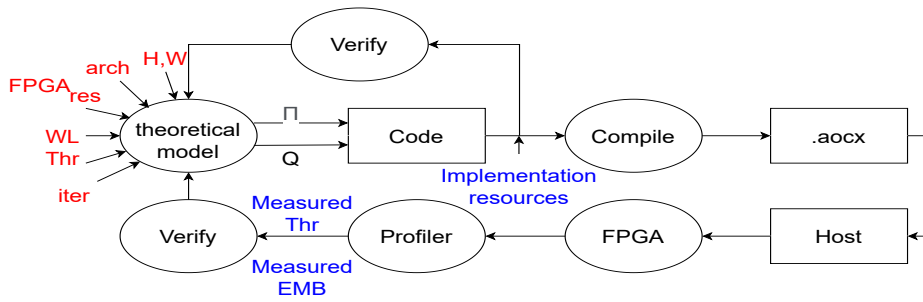 Verify
H,W
arch
FPGA
res
WL
Thr
iter
theoretical
model
Π
Q
Code
Compile
.aocx
Implementation
resources
Measured
Thr
Measured
EMB
Verify
Profiler
FPGA
Host